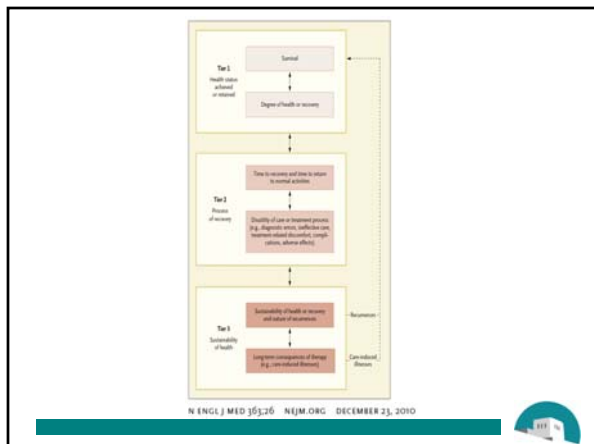 Tier 1
Health status
achieved
or retained
Survival
Degree of health or recovery
Tier 2
Process
of recovery
Time to recovery and time to return
to normal activities
Disutility of care or treatment process
(e.g., diagnostic errors, ineffective care,
treatment-related discomfort, compli-
cations, adverse effects)
Tier 3
Sustainability
of health
Sustainability of health or recovery
and nature of recurrences
Recurrences
Long-term consequences of therapy
(e.g., care-induced illnesses)
Care-induced
illnesses
N ENGL J MED 363;26 NEJM.ORG DECEMBER 23, 2010